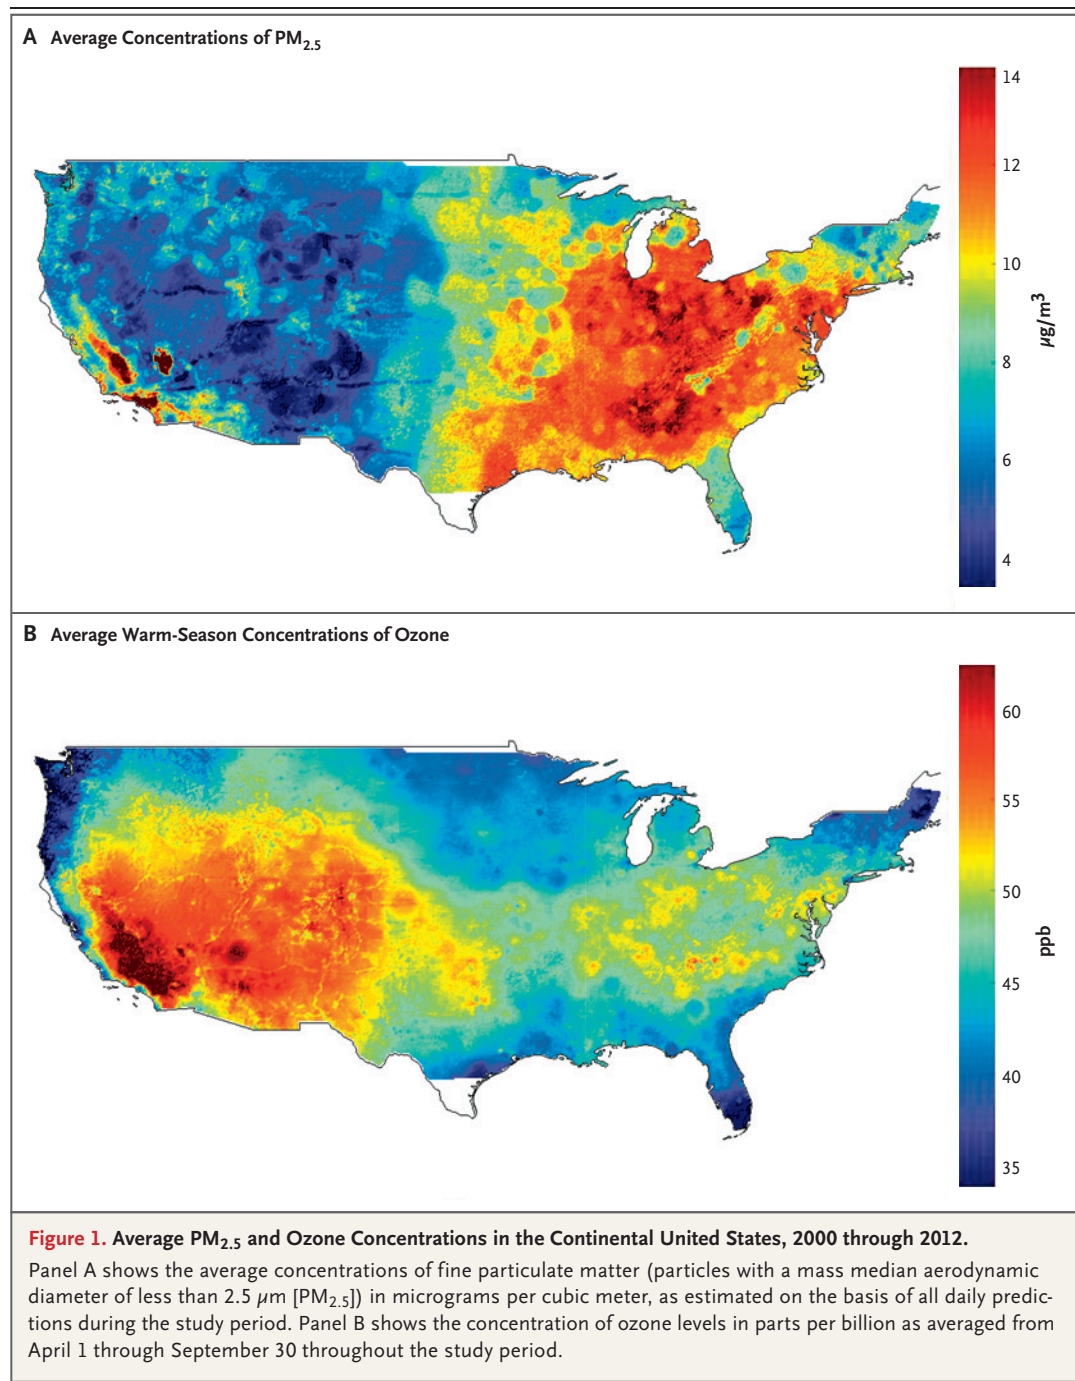 A Average Concentrations of PM2.5
14
12
10
8
6
4
µg/m³
B Average Warm-Season Concentrations of Ozone
60
55
50
45
40
35
ppb
Figure 1. Average PM2.5 and Ozone Concentrations in the Continental United States, 2000 through 2012.
Panel A shows the average concentrations of fine particulate matter (particles with a mass median aerodynamic
diameter of less than 2.5 µm [PM2.5]) in micrograms per cubic meter, as estimated on the basis of all daily predic-
tions during the study period. Panel B shows the concentration of ozone levels in parts per billion as averaged from
April 1 through September 30 throughout the study period.